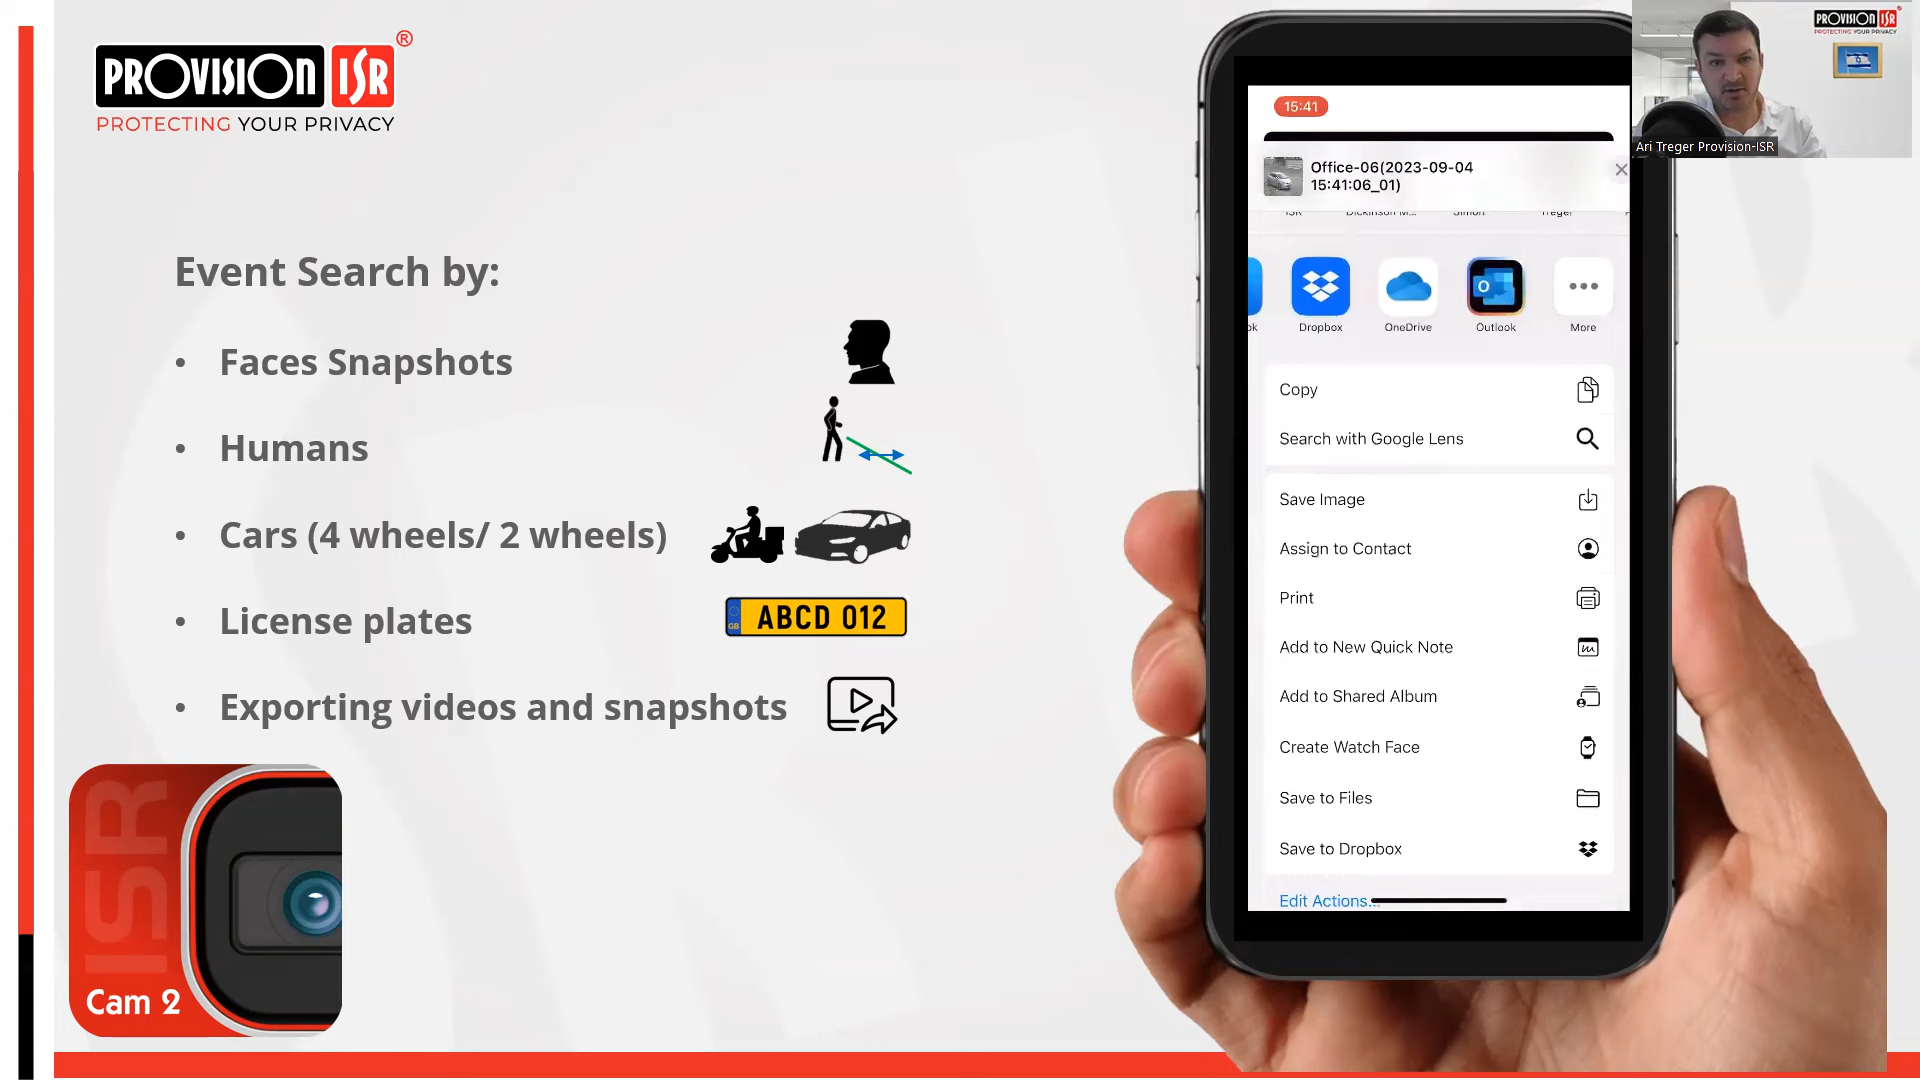 PROVISION ISR ®
PROTECTING YOUR PRIVACY
Event Search by:
• Faces Snapshots
• Humans
• Cars (4 wheels/ 2 wheels)
• License plates
GB ABCD 012
• Exporting videos and snapshots
ISR
Cam 2
15:41
Office-06(2023-09-04
15:41:06_01)
Dropbox
OneDrive
Outlook
More
Copy
Search with Google Lens
Save Image
Assign to Contact
Print
Add to New Quick Note
Add to Shared Album
Create Watch Face
Save to Files
Save to Dropbox
Edit Actions...
PROVISION ISR
PROTECTING YOUR PRIVACY
Ari Treger Provision-ISR